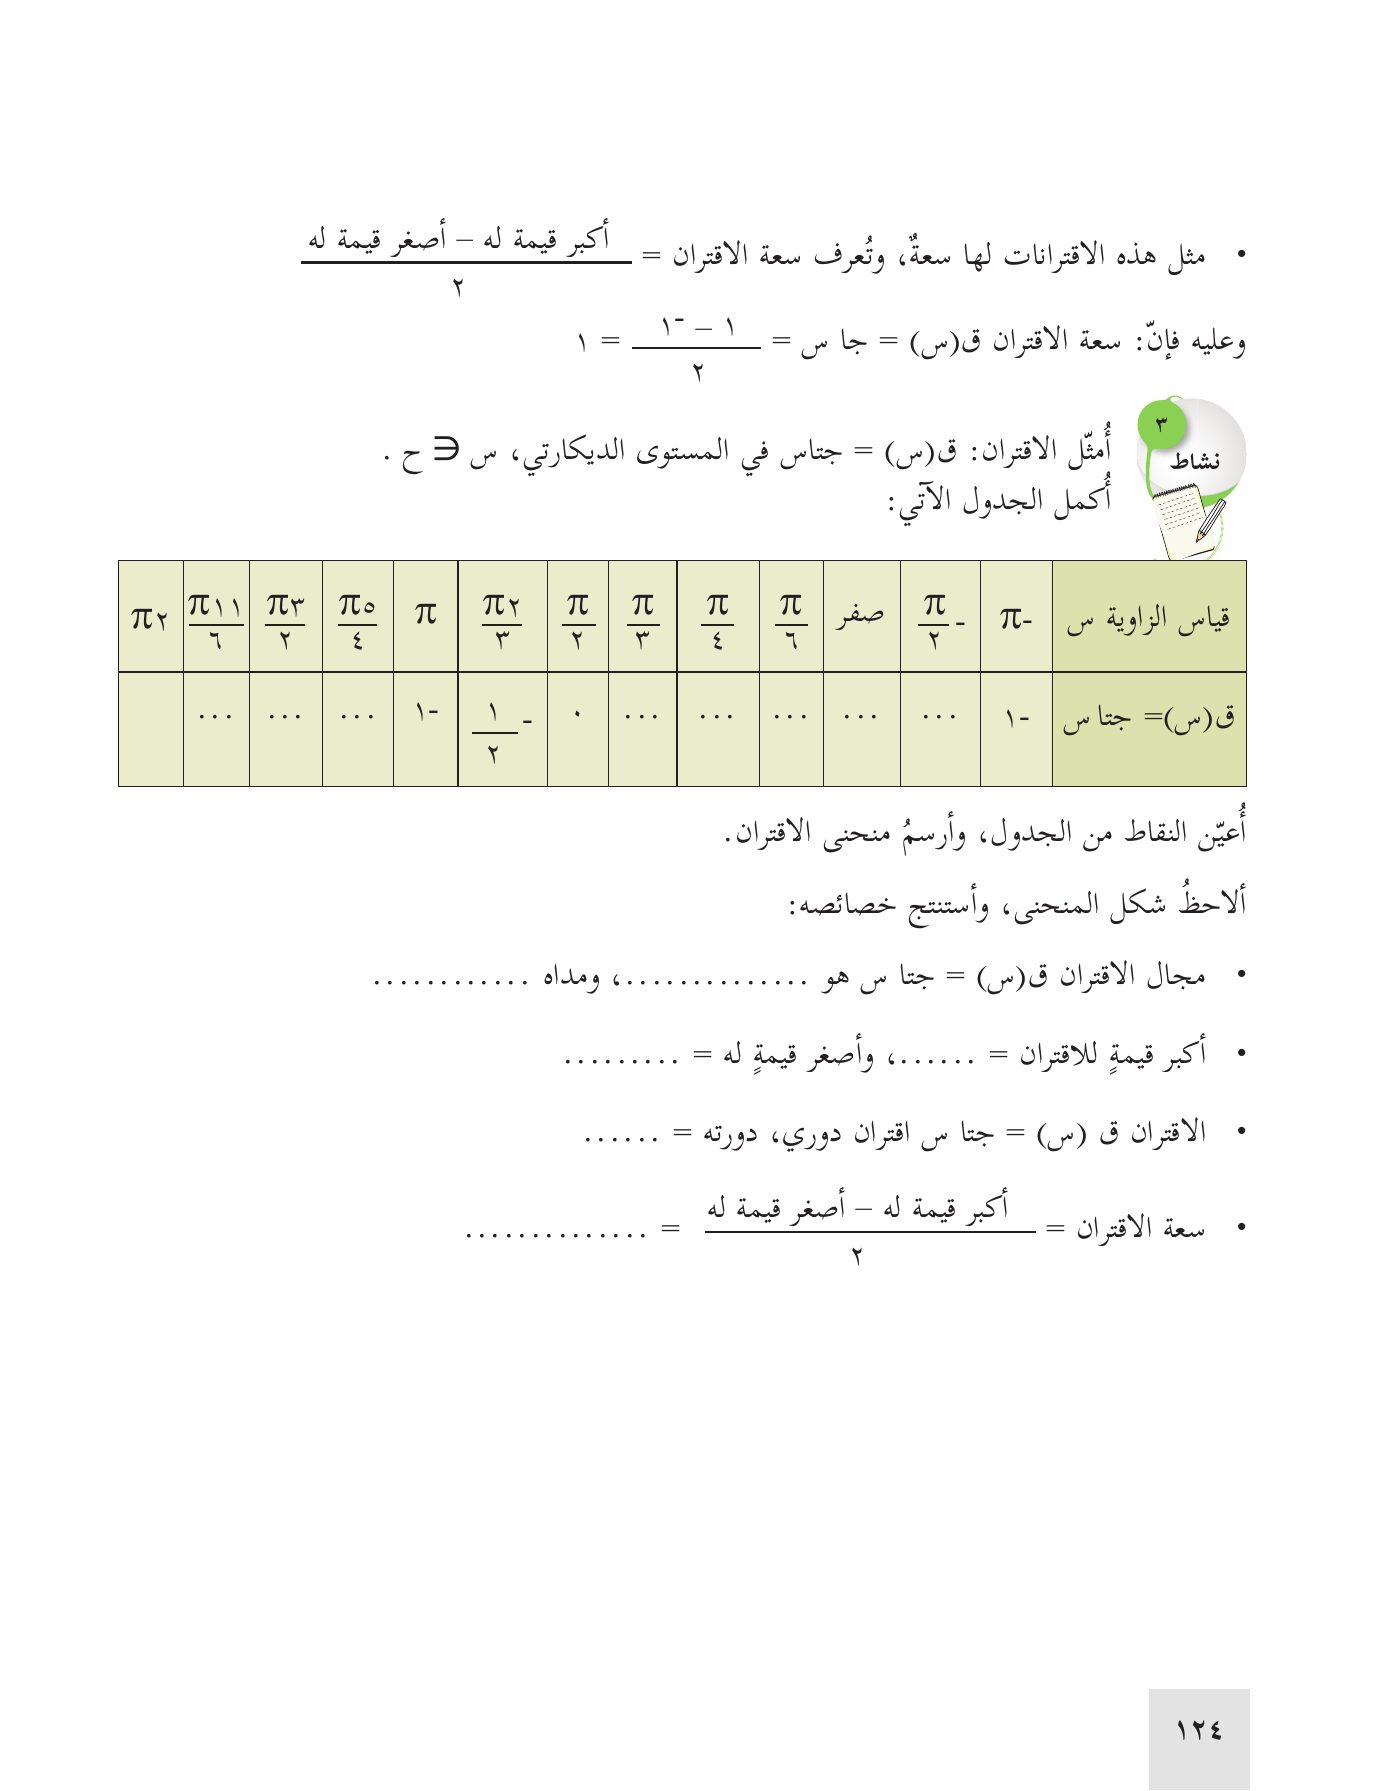 • مثل هذه الاقترانات لها سعةٌ، وتُعرف سعة الاقتران = أكبر قيمة له – أصغر قيمة له / ٢
وعليه فإنّ: سعة الاقتران ق(س) = جا س = ١ – -١ / ٢ = ١
٣
نشاط
أُمثّل الاقتران: ق(س) = جتاس في المستوى الديكارتي، س ∋ ح .
أُكمل الجدول الآتي:
قياس الزاوية س | -π | -π/٢ | صفر | π/٦ | π/٤ | π/٣ | π/٢ | ٢π/٣ | π | ٥π/٤ | ٣π/٢ | ١١π/٦ | ٢π
ق(س)= جتا س | -١ | ... | ... | ... | ... | ... | ٠ | -١/٢ | -١ | ... | ... | ... |
أُعيّن النقاط من الجدول، وأرسمُ منحنى الاقتران.
ألاحظُ شكل المنحنى، وأستنتج خصائصه:
• مجال الاقتران ق(س) = جتا س هو ..............، ومداه ............
• أكبر قيمةٍ للاقتران = ......، وأصغر قيمةٍ له = .........
• الاقتران ق (س) = جتا س اقتران دوري، دورته = ......
• سعة الاقتران = أكبر قيمة له – أصغر قيمة له / ٢ = ..............
١٢٤